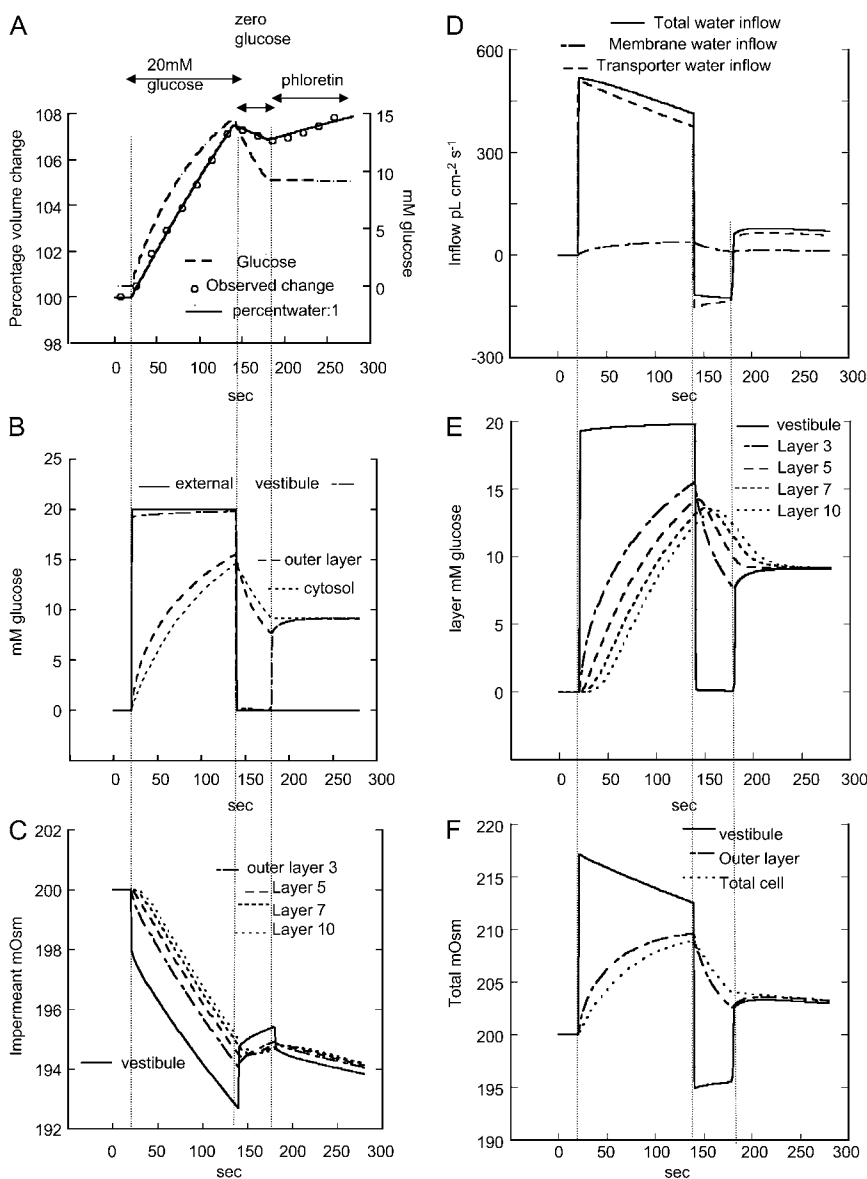 A
zero
glucose
20mM
glucose
phloretin
108
106
104
102
100
98
Percentage volume change
15
10
5
0
mM glucose
Glucose
Observed change
percentwater:1
0 50 100 150 200 250 300
sec
D
Total water inflow
Membrane water inflow
Transporter water inflow
600
300
0
-300
Inflow pL cm-2 s-1
0 50 100 150 200 250 300
sec
B
external vestibule
outer layer
cytosol
25
20
15
10
5
0
mM glucose
0 50 100 150 200 250 300
sec
E
vestibule
Layer 3
Layer 5
Layer 7
Layer 10
20
15
10
5
0
layer mM glucose
0 50 100 150 200 250 300
sec
C
outer layer 3
Layer 5
Layer 7
Layer 10
vestibule
202
200
198
196
194
192
Impermeant mOsm
0 50 100 150 200 250 300
sec
F
vestibule
Outer layer
Total cell
220
215
210
205
200
195
190
Total mOsm
0 50 100 150 200 250 300
sec